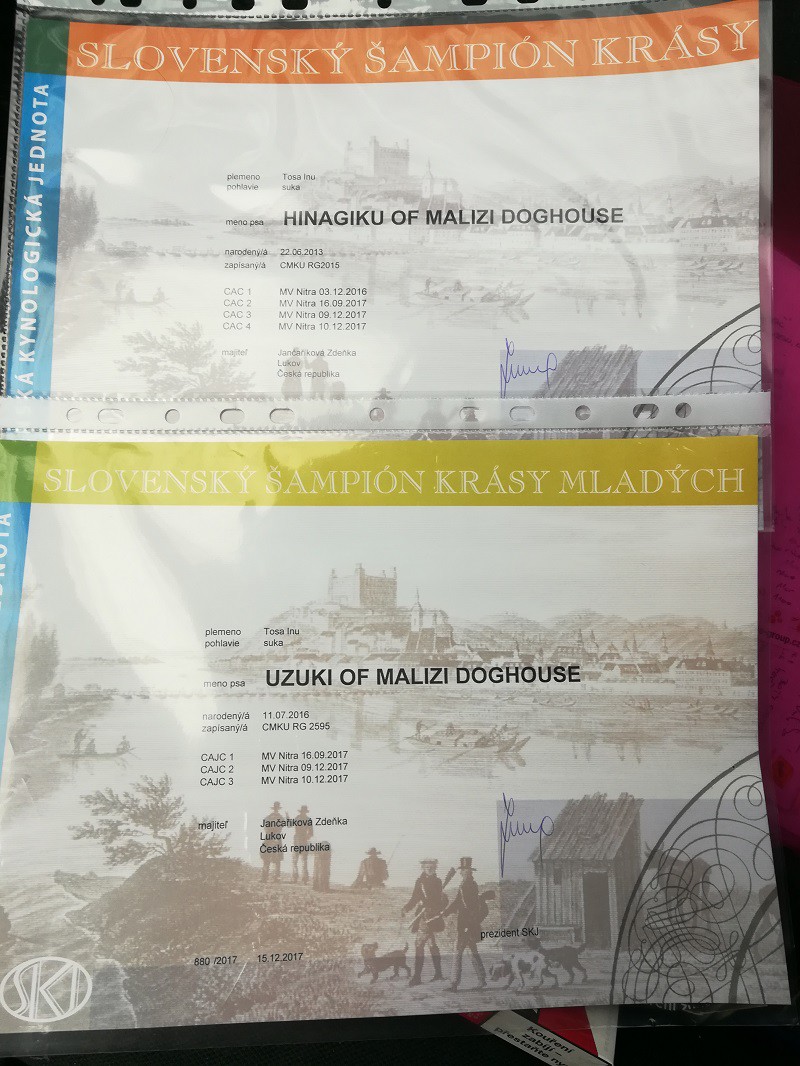 SLOVENSKÝ ŠAMPIÓN KRÁSY
KÁ KYNOLOGICKÁ JEDNOTA
plemeno Tosa Inu
pohlavie suka
meno psa HINAGIKU OF MALIZI DOGHOUSE
narodený/á 22.06.2013
zapísaný/á CMKU RG2015
CAC 1 MV Nitra 03.12.2016
CAC 2 MV Nitra 16.09.2017
CAC 3 MV Nitra 09.12.2017
CAC 4 MV Nitra 10.12.2017
majiteľ Jančaříková Zdeňka
Lukov
Česká republika
SLOVENSKÝ ŠAMPIÓN KRÁSY MLADÝCH
DNOTA
plemeno Tosa Inu
pohlavie suka
meno psa UZUKI OF MALIZI DOGHOUSE
narodený/á 11.07.2016
zapísaný/á CMKU RG 2595
CAJC 1 MV Nitra 16.09.2017
CAJC 2 MV Nitra 09.12.2017
CAJC 3 MV Nitra 10.12.2017
majiteľ Jančaříková Zdeňka
Lukov
Česká republika
prezident SKJ
880 /2017 15.12.2017
SKJ
Kouření
zabíjí –
přestaňte